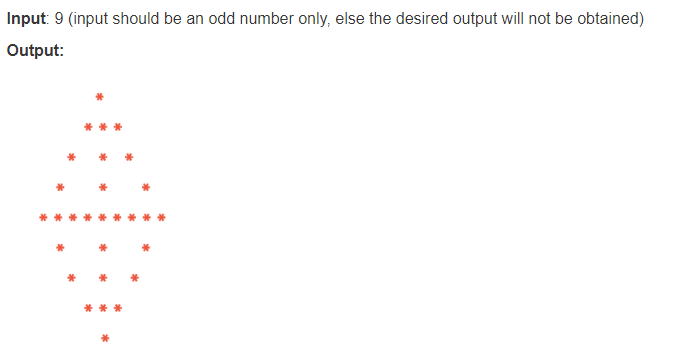 Input: 9 (input should be an odd number only, else the desired output will not be obtained)
Output:
*
* * *
* * *
* * *
* * * * * * * * *
* * *
* * *
* * *
*